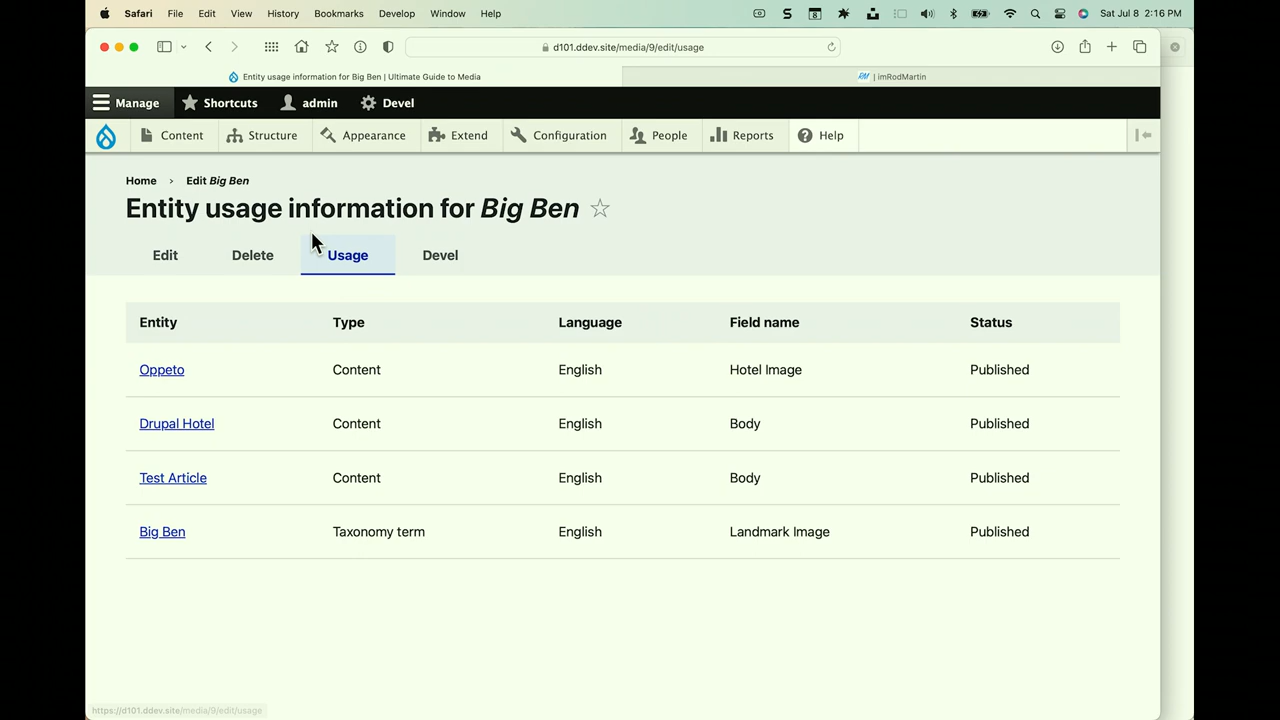 Safari File Edit View History Bookmarks Develop Window Help Sat Jul 8 2:16 PM
d101.ddev.site/media/9/edit/usage
Entity usage information for Big Ben | Ultimate Guide to Media | imRodMartin
Manage Shortcuts admin Devel
Content Structure Appearance Extend Configuration People Reports Help
Home › Edit Big Ben
Entity usage information for Big Ben
Edit Delete Usage Devel
Entity Type Language Field name Status
Oppeto Content English Hotel Image Published
Drupal Hotel Content English Body Published
Test Article Content English Body Published
Big Ben Taxonomy term English Landmark Image Published
https://d101.ddev.site/media/9/edit/usage